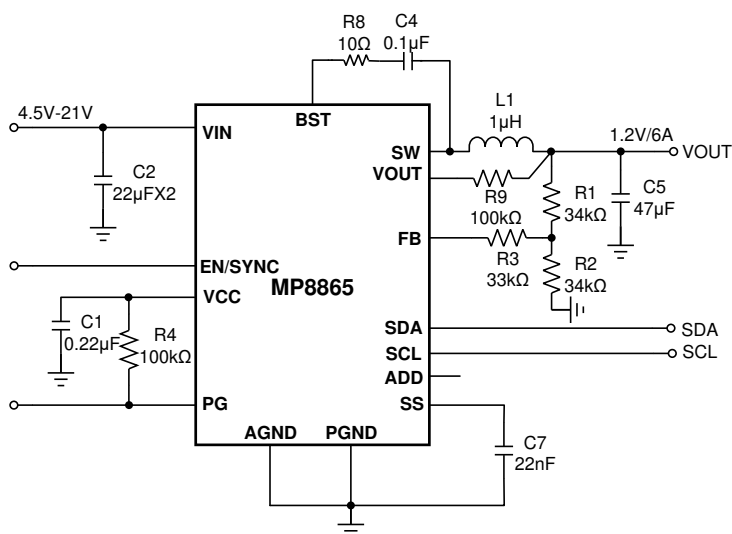 R8
10Ω
C4
0.1µF
4.5V-21V
BST
L1
1µH
1.2V/6A
VIN
SW
VOUT
VOUT
C2
22µFX2
R9
100kΩ
R1
34kΩ
C5
47µF
FB
R3
33kΩ
R2
34kΩ
EN/SYNC
MP8865
VCC
C1
0.22µF
R4
100kΩ
SDA
SDA
SCL
SCL
ADD
PG
SS
AGND
PGND
C7
22nF